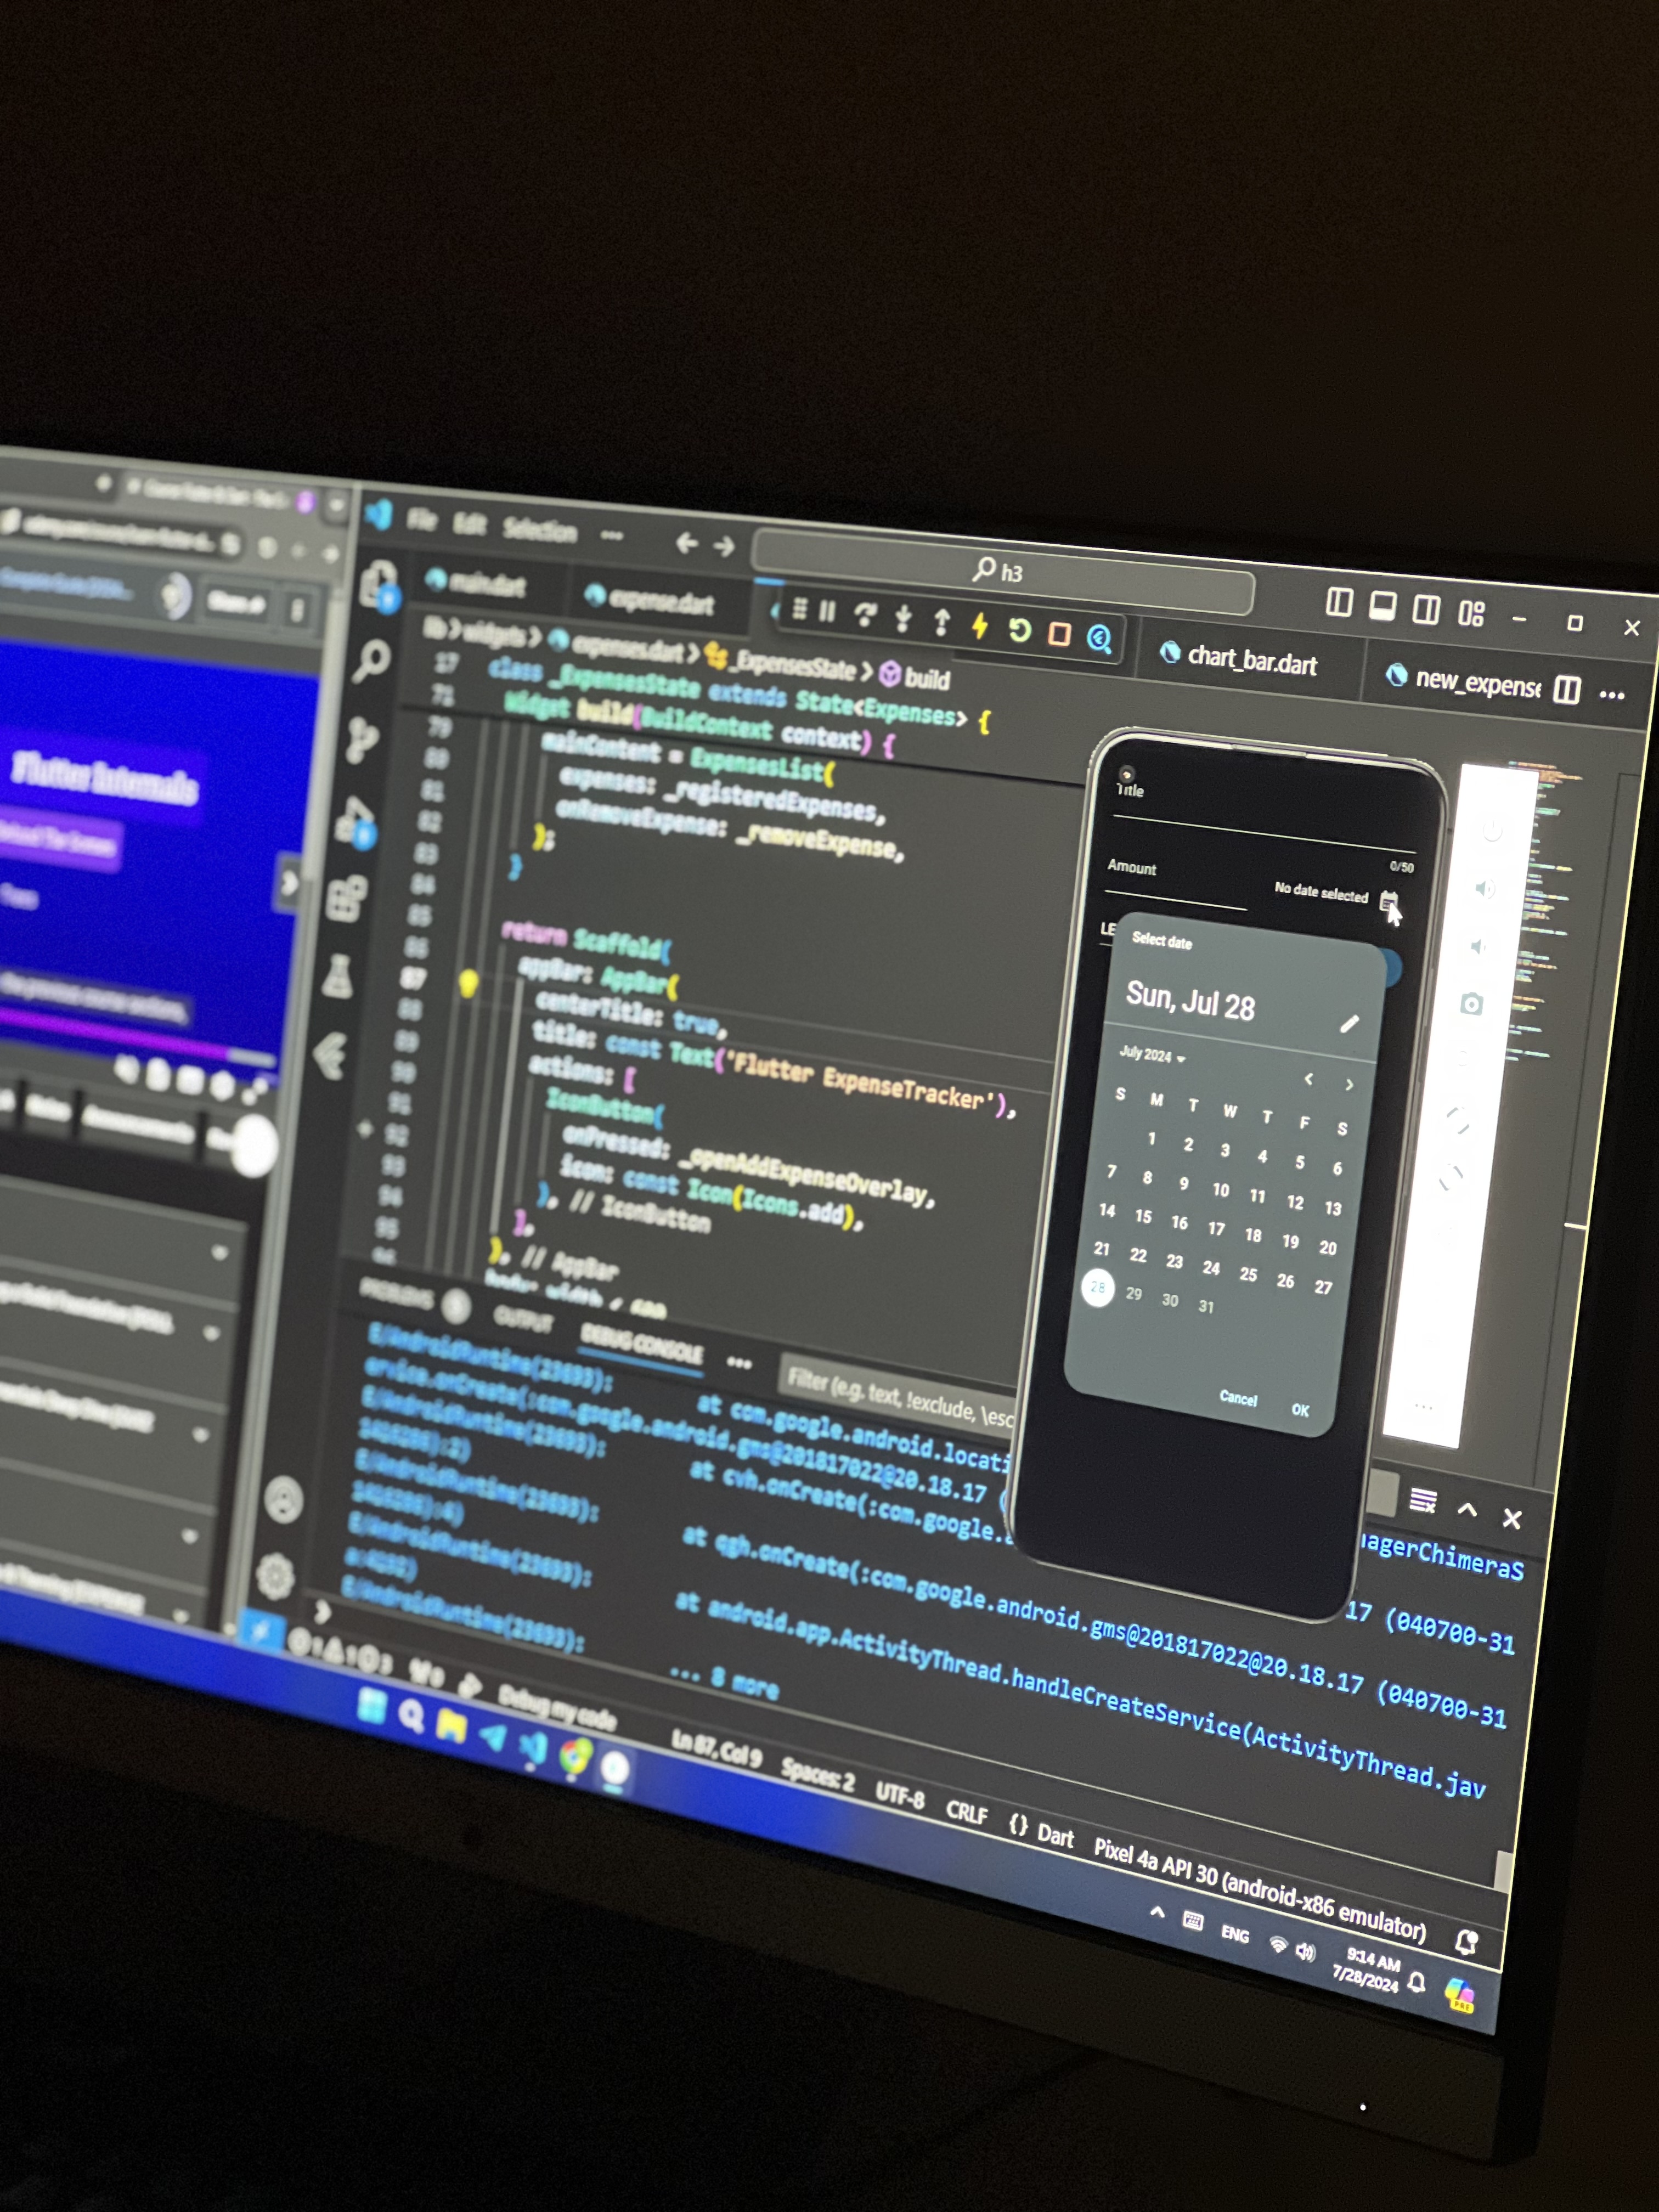 File Edit Selection ...
h3
main.dart
expense.dart
chart_bar.dart
new_expense
lib > widgets > expenses.dart > _ExpensesState > build
17 class _ExpensesState extends State<Expenses> {
71 Widget build(BuildContext context) {
79 mainContent = ExpensesList(
80 expenses: _registeredExpenses,
81 onRemoveExpense: _removeExpense,
82 );
83 }
84
85 return Scaffold(
86 appBar: AppBar(
87 centerTitle: true,
88 title: const Text('Flutter ExpenseTracker'),
89 actions: [
90 IconButton(
91 onPressed: _openAddExpenseOverlay,
92 icon: const Icon(Icons.add),
93 ), // IconButton
94 ],
95 ), // AppBar
96
Flutter Internals
Title
0/50
Amount
No date selected
LE
Select date
Sun, Jul 28
July 2024
S M T W T F S
1 2 3 4 5 6
7 8 9 10 11 12 13
14 15 16 17 18 19 20
21 22 23 24 25 26 27
28 29 30 31
Cancel OK
PROBLEMS OUTPUT DEBUG CONSOLE ...
Filter (e.g. text, !exclude, \esc
E/AndroidRuntime(23693): at com.google.android.locati
nagerChimeraS
ervice.onCreate(:com.google.android.gms@201817022@20.18.17 (
17 (040700-31
E/AndroidRuntime(23693): at cvh.onCreate(:com.google.a
E/AndroidRuntime(23693): at qgh.onCreate(:com.google.android.gms@201817022@20.18.17 (040700-31
E/AndroidRuntime(23693): at android.app.ActivityThread.handleCreateService(ActivityThread.jav
E/AndroidRuntime(23693): ... 8 more
Debug my code
Ln 87, Col 9 Spaces: 2 UTF-8 CRLF {} Dart Pixel 4a API 30 (android-x86 emulator)
ENG
9:14 AM
7/28/2024
PRE